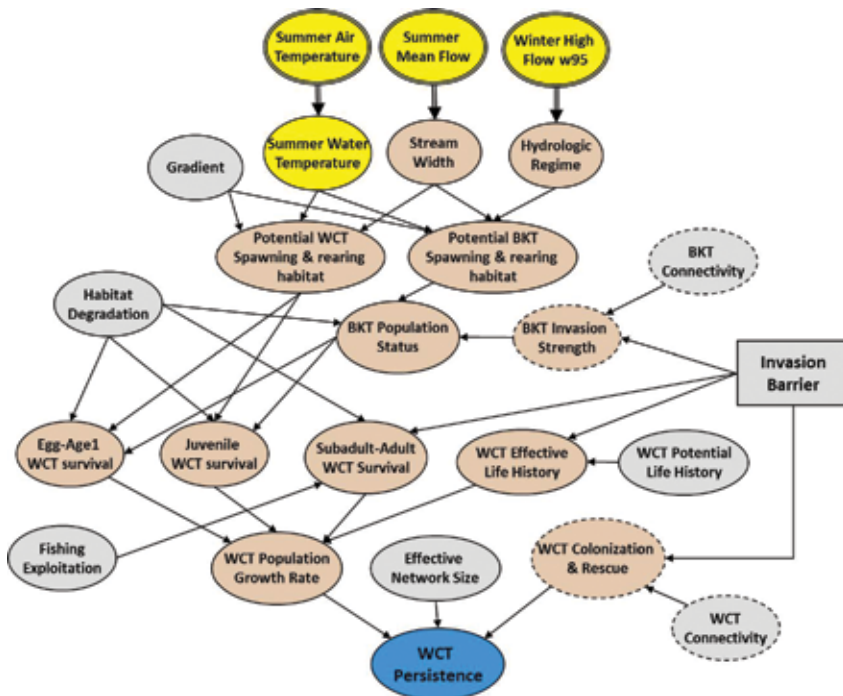 Summer Air
Temperature
Summer
Mean Flow
Winter High
Flow w95
Summer Water
Temperature
Stream
Width
Hydrologic
Regime
Gradient
Potential WCT
Spawning & rearing
habitat
Potential BKT
Spawning & rearing
habitat
BKT
Connectivity
Habitat
Degradation
BKT Population
Status
BKT Invasion
Strength
Invasion
Barrier
Egg-Age1
WCT survival
Juvenile
WCT survival
Subadult-Adult
WCT Survival
WCT Effective
Life History
WCT Potential
Life History
Fishing
Exploitation
WCT Population
Growth Rate
Effective
Network Size
WCT Colonization
& Rescue
WCT
Connectivity
WCT
Persistence